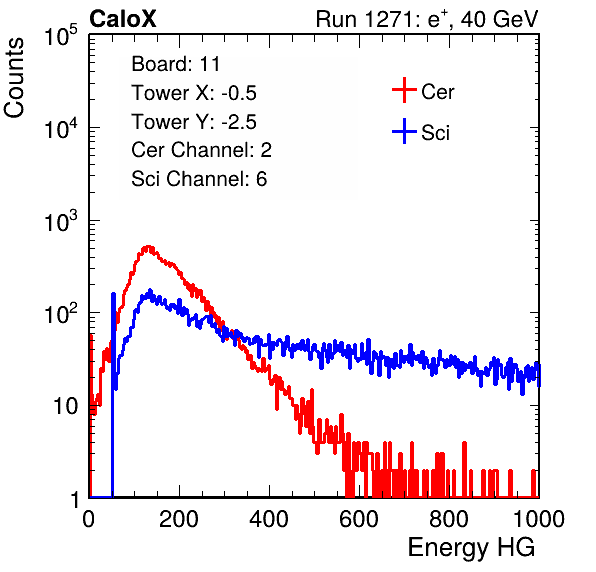 CaloX Run 1271: e⁺, 40 GeV
Counts
10⁵
10⁴
10³
10²
10
1
Board: 11
Tower X: -0.5
Tower Y: -2.5
Cer Channel: 2
Sci Channel: 6
Cer
Sci
0 200 400 600 800 1000
Energy HG